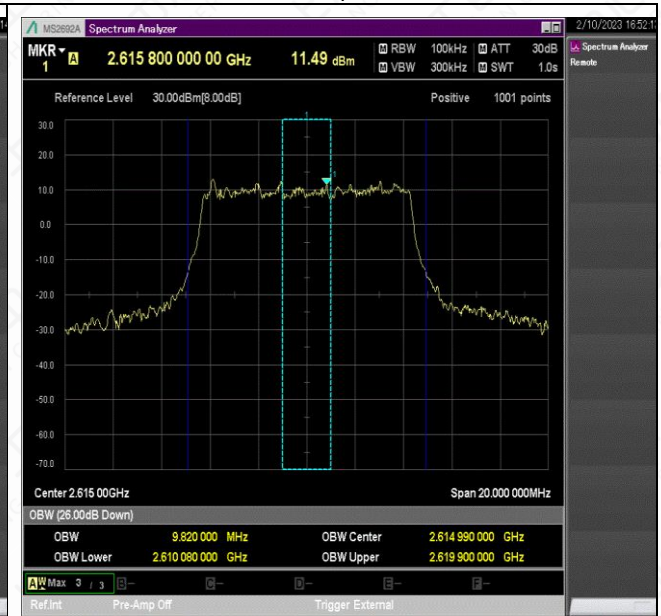 MS2692A Spectrum Analyzer
2/10/2023 16:52:1
MKR 1 A 2.615 800 000 00 GHz 11.49 dBm
M RBW 100kHz M ATT 30dB
M VBW 300kHz M SWT 1.0s
Spectrum Analyzer
Remote
Reference Level 30.00dBm[8.00dB] Positive 1001 points
1
30.0
20.0
1
10.0
0.0
-10.0
-20.0
-30.0
-40.0
-50.0
-60.0
-70.0
Center 2.615 00GHz Span 20.000 000MHz
OBW (26.00dB Down)
OBW 9.820 000 MHz OBW Center 2.614 990 000 GHz
OBW Lower 2.610 080 000 GHz OBW Upper 2.619 900 000 GHz
A W Max 3 / 3 B- C- D- E- F-
Ref.Int Pre-Amp Off Trigger External